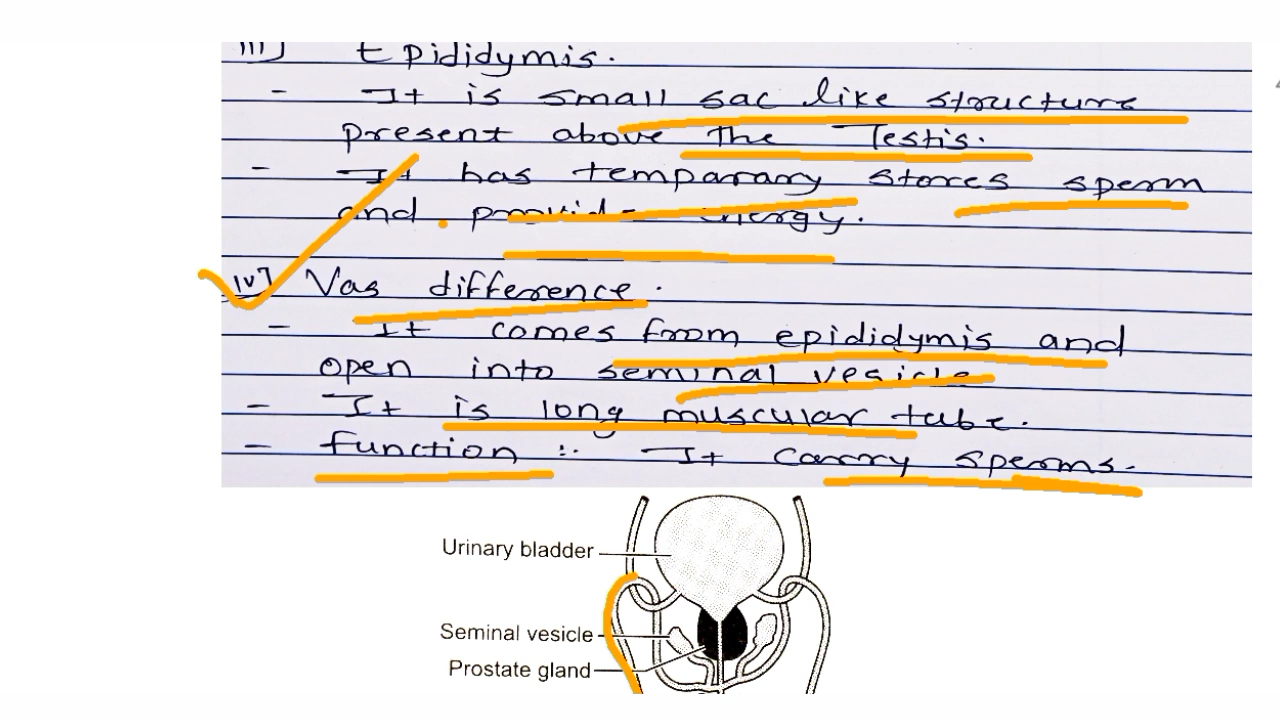 iii] Epididymis.
- It is small sac like structure
present above the Testis.
- It has temparary stores sperm
and provide energy.
iv] Vas difference.
- It comes from epididymis and
open into seminal vesicle
- It is long muscular tube.
- function :. It carry sperms.
Urinary bladder
Seminal vesicle
Prostate gland